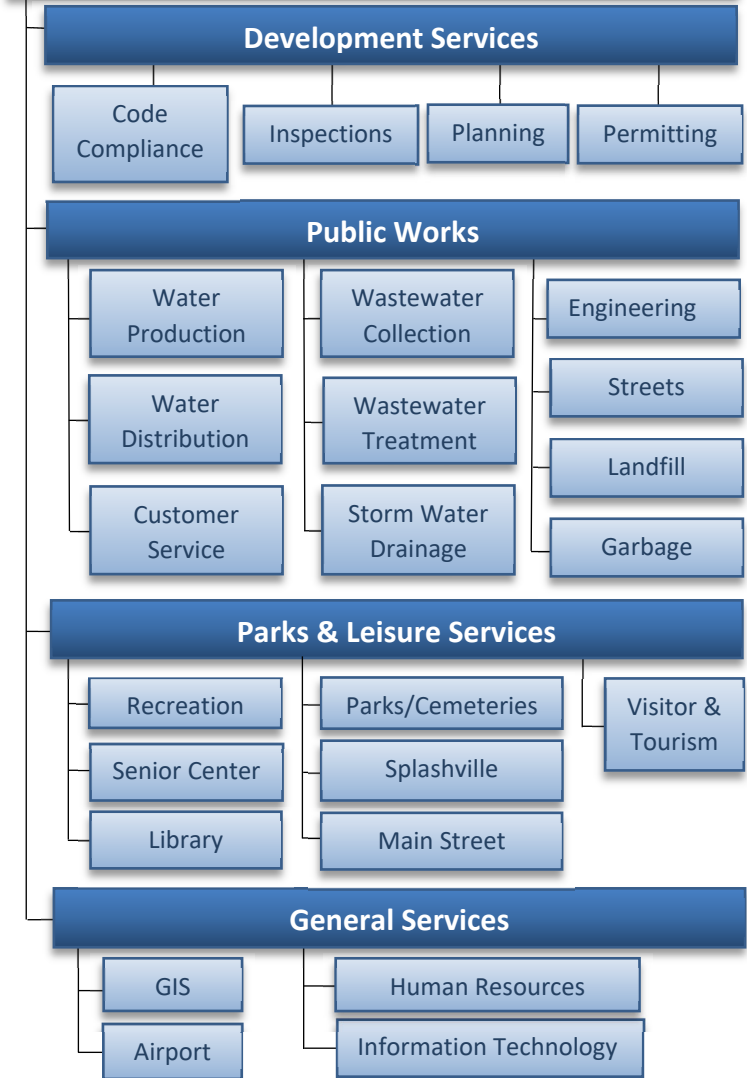 Development Services
Code
Compliance
Inspections
Planning
Permitting
Public Works
Water
Production
Water
Distribution
Customer
Service
Wastewater
Collection
Wastewater
Treatment
Storm Water
Drainage
Engineering
Streets
Landfill
Garbage
Parks & Leisure Services
Recreation
Senior Center
Library
Parks/Cemeteries
Splashville
Main Street
Visitor &
Tourism
General Services
GIS
Airport
Human Resources
Information Technology